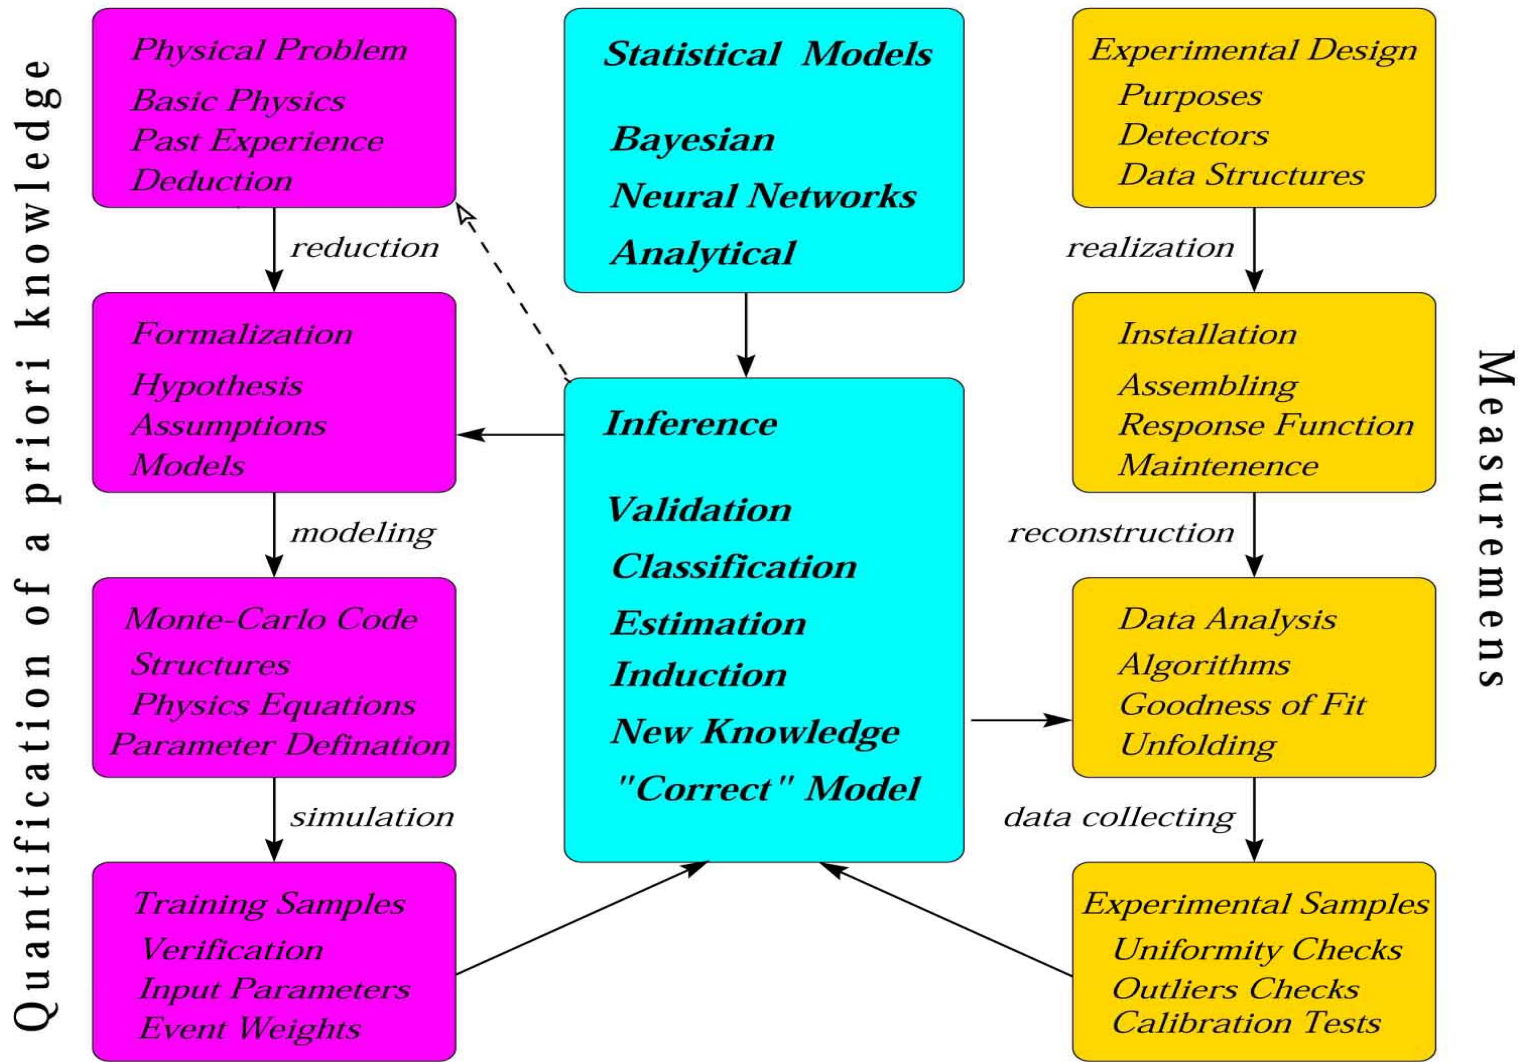 Quantification of a priori knowledge
Physical Problem
Basic Physics
Past Experience
Deduction
reduction
Formalization
Hypothesis
Assumptions
Models
modeling
Monte-Carlo Code
Structures
Physics Equations
Parameter Defination
simulation
Training Samples
Verification
Input Parameters
Event Weights
Statistical Models
Bayesian
Neural Networks
Analytical
Inference
Validation
Classification
Estimation
Induction
New Knowledge
"Correct" Model
Experimental Design
Purposes
Detectors
Data Structures
realization
Installation
Assembling
Response Function
Maintenence
reconstruction
Data Analysis
Algorithms
Goodness of Fit
Unfolding
data collecting
Experimental Samples
Uniformity Checks
Outliers Checks
Calibration Tests
Measuremens